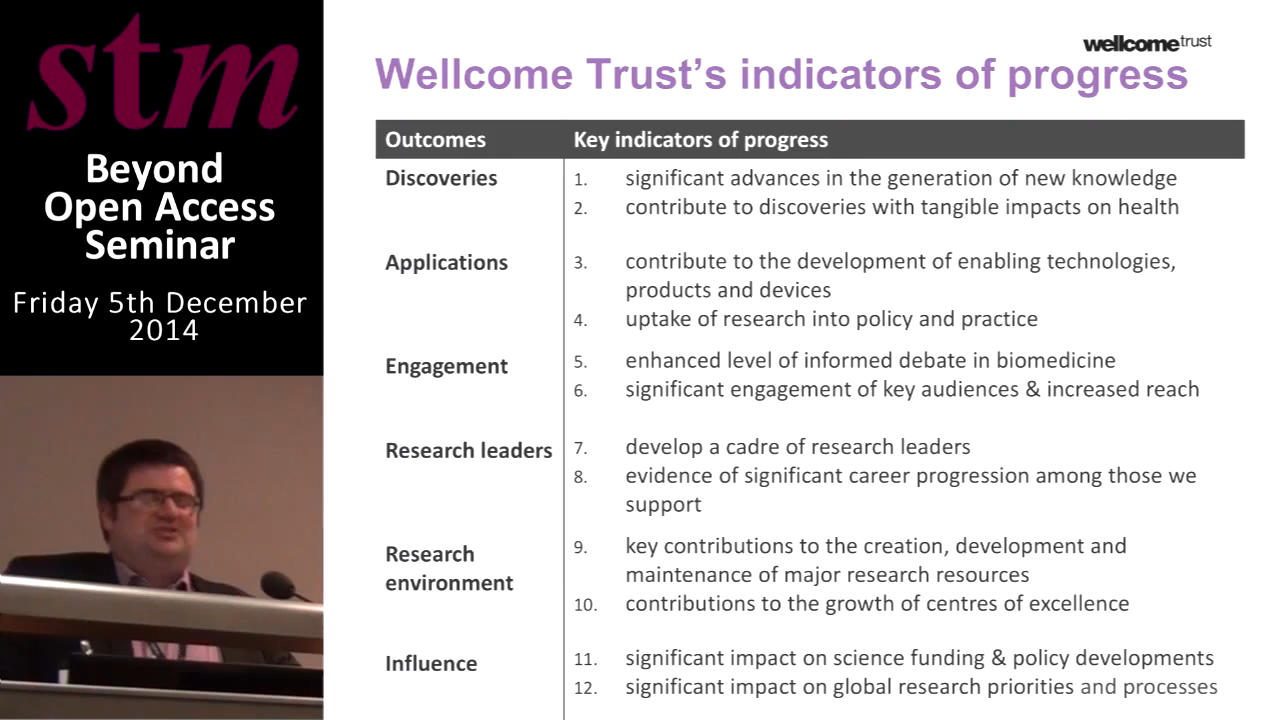 stm
Beyond
Open Access
Seminar
Friday 5th December
2014
wellcometrust
Wellcome Trust's indicators of progress
Outcomes Key indicators of progress
Discoveries 1. significant advances in the generation of new knowledge
2. contribute to discoveries with tangible impacts on health
Applications 3. contribute to the development of enabling technologies,
products and devices
4. uptake of research into policy and practice
Engagement 5. enhanced level of informed debate in biomedicine
6. significant engagement of key audiences & increased reach
Research leaders 7. develop a cadre of research leaders
8. evidence of significant career progression among those we
support
Research
environment
9. key contributions to the creation, development and
maintenance of major research resources
10. contributions to the growth of centres of excellence
Influence 11. significant impact on science funding & policy developments
12. significant impact on global research priorities and processes